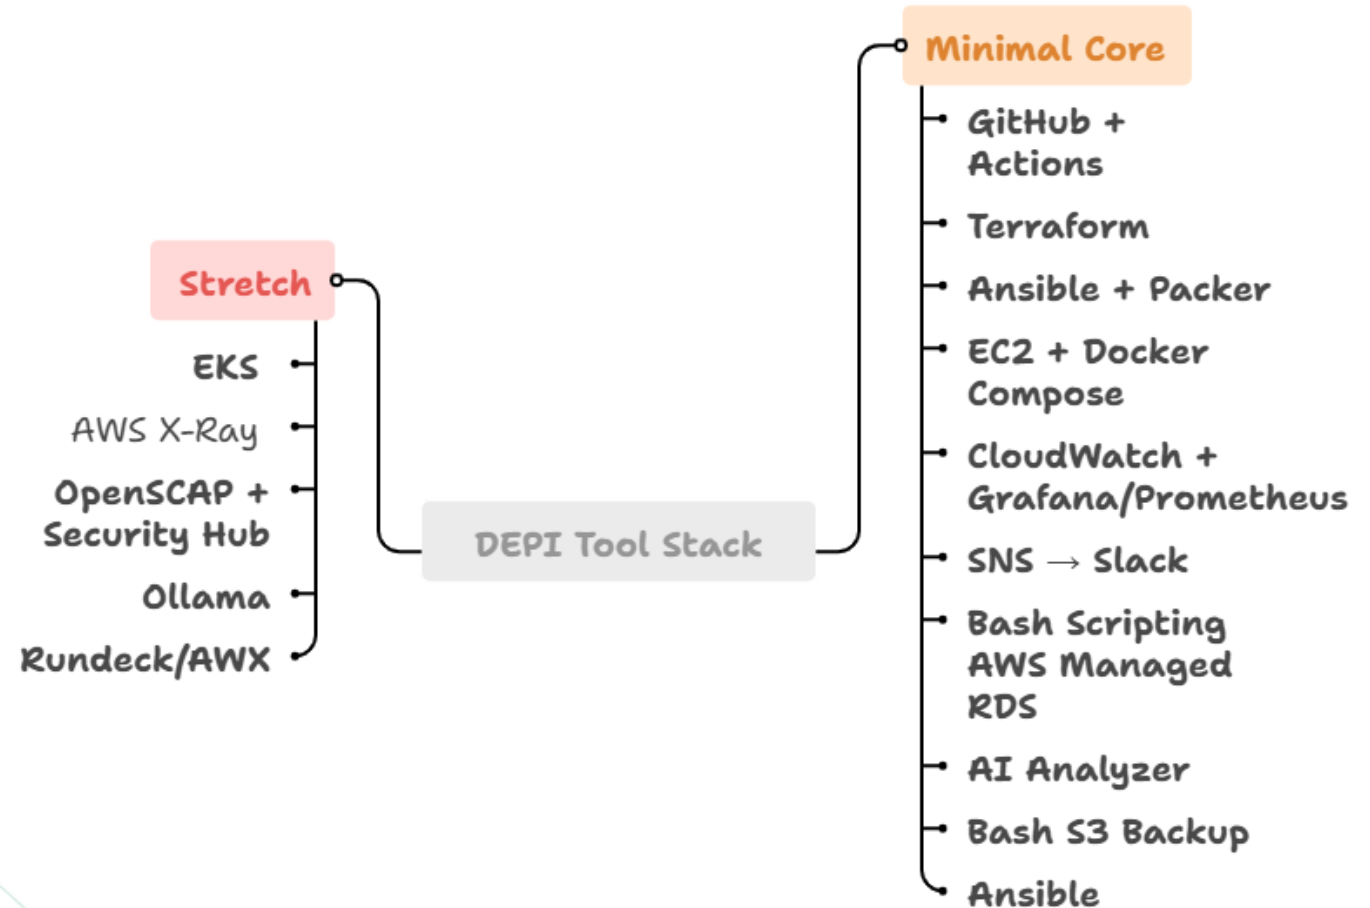 Minimal Core
GitHub +
Actions
Terraform
Ansible + Packer
EC2 + Docker
Compose
CloudWatch +
Grafana/Prometheus
SNS → Slack
Bash Scripting
AWS Managed
RDS
AI Analyzer
Bash S3 Backup
Ansible
Stretch
EKS
AWS X-Ray
OpenSCAP +
Security Hub
Ollama
Rundeck/AWX
DEPI Tool Stack